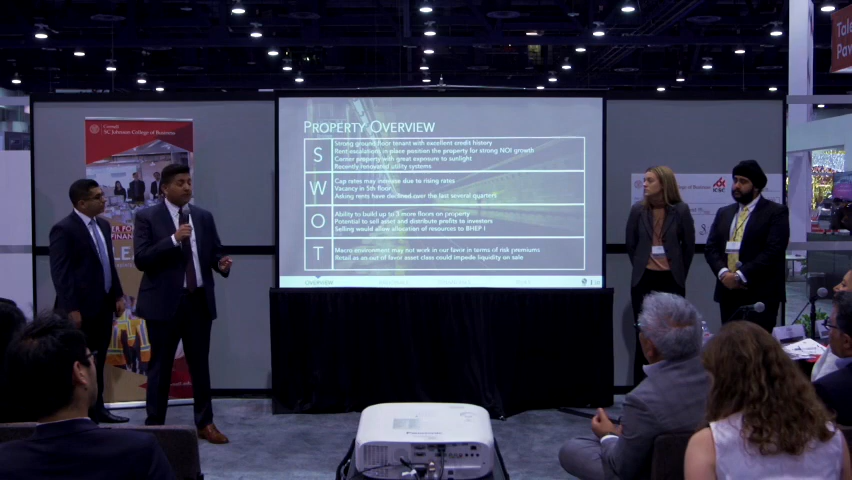 Cornell
SC Johnson College of Business
PROPERTY OVERVIEW
S
Strong ground floor tenant with excellent credit history
Rent escalations in place position the property for strong NOI growth
Corner property with great exposure to sunlight
Recently renovated utility systems
W
Cap rates may increase due to rising rates
Vacancy in 5th floor
Asking rents have declined over the last several quarters
O
Ability to build up to 3 more floors on property
Potential to sell asset and distribute profits to investors
Selling would allow allocation of resources to BHEP I
T
Macro environment may not work in our favor in terms of risk premiums
Retail as an out of favor asset class could impede liquidity on sale
OVERVIEW
College of Business
ICSC
Panasonic